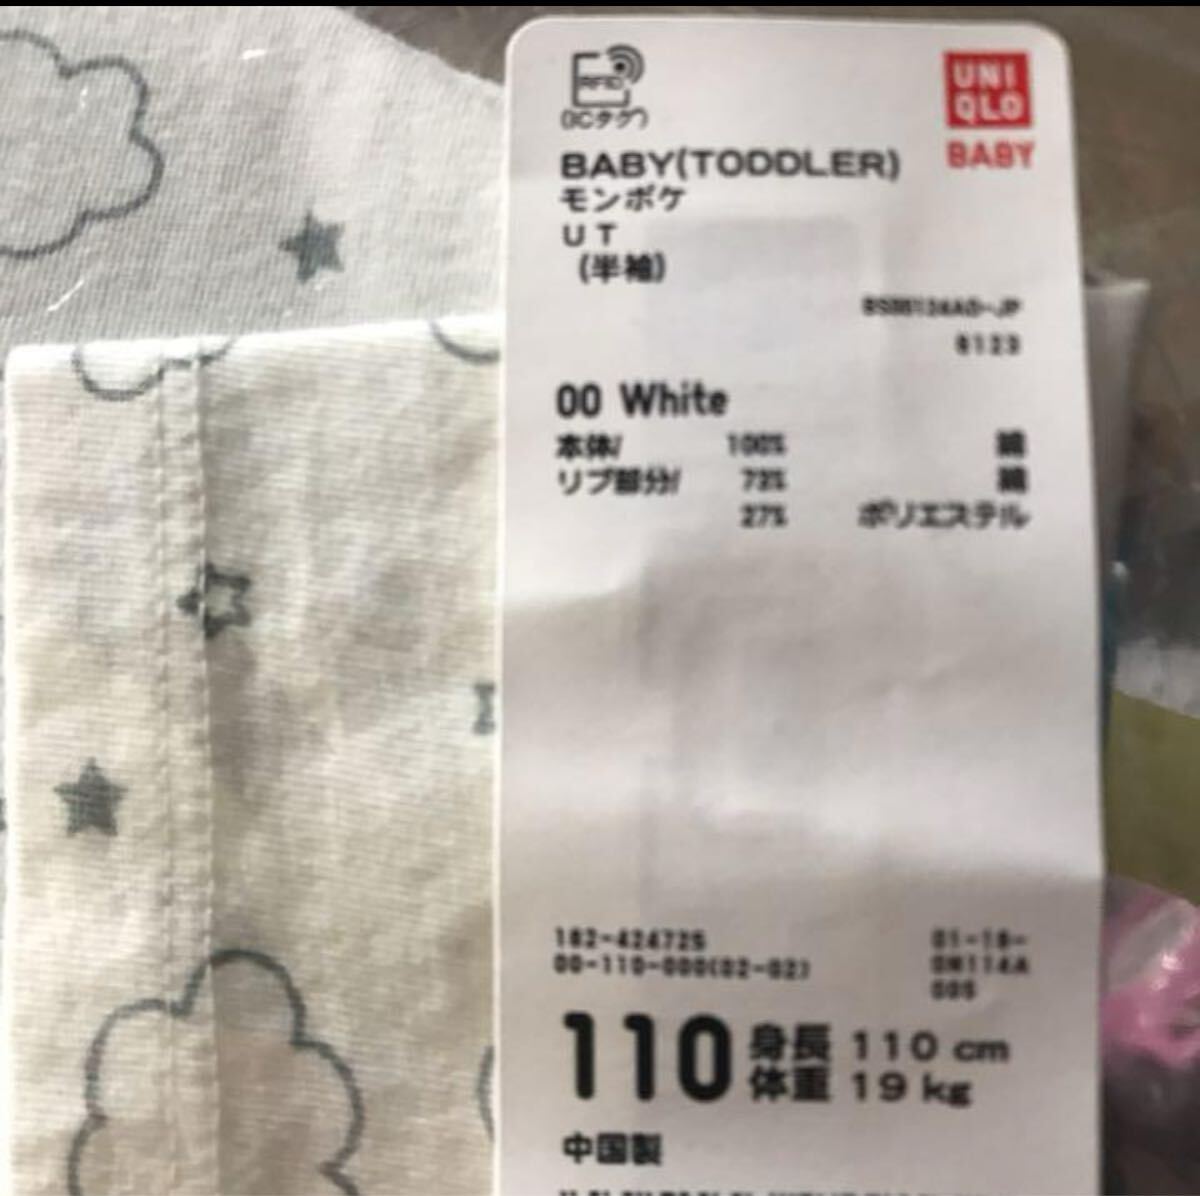 RFID
(ICタグ)
UNI
QLO
BABY
BABY(TODDLER)
モンポケ
UT
(半袖)
00 White
本体/ 100% 綿
リブ部分/ 73% 綿
27% ポリエステル
182-424725
00-110-000(02-02)
01-18-
005
110 身長 110 cm
体重 19 kg
中国製